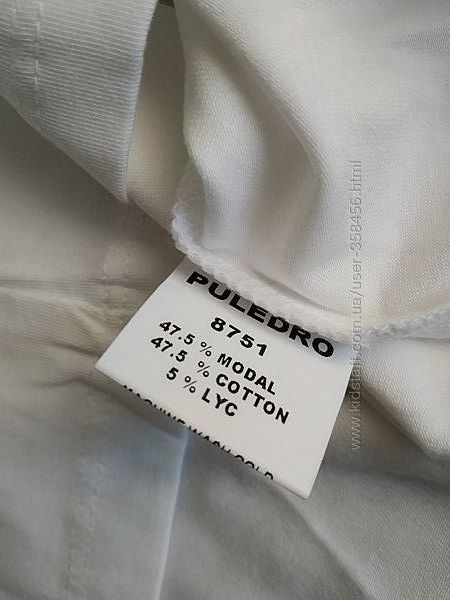 PULEDRO
8751
47.5 % MODAL
47.5 % COTTON
5 % LYC
MACHINE WASH COLD
www.kidstaff.com.ua/user-358456.html